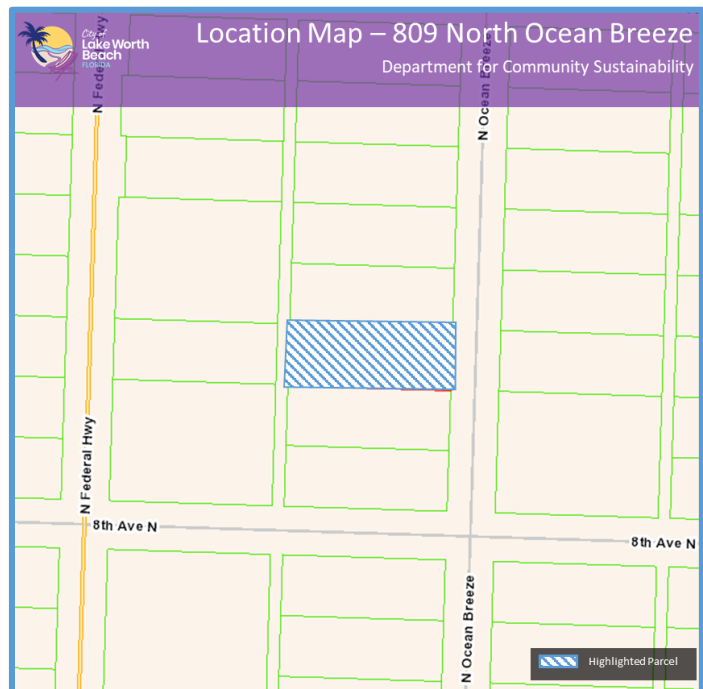 City of
Lake Worth
Beach
FLORIDA
Location Map – 809 North Ocean Breeze
Department for Community Sustainability
N Federal Hwy
N Ocean Breeze
N Federal Hwy
8th Ave N
8th Ave N
N Ocean Breeze
Highlighted Parcel